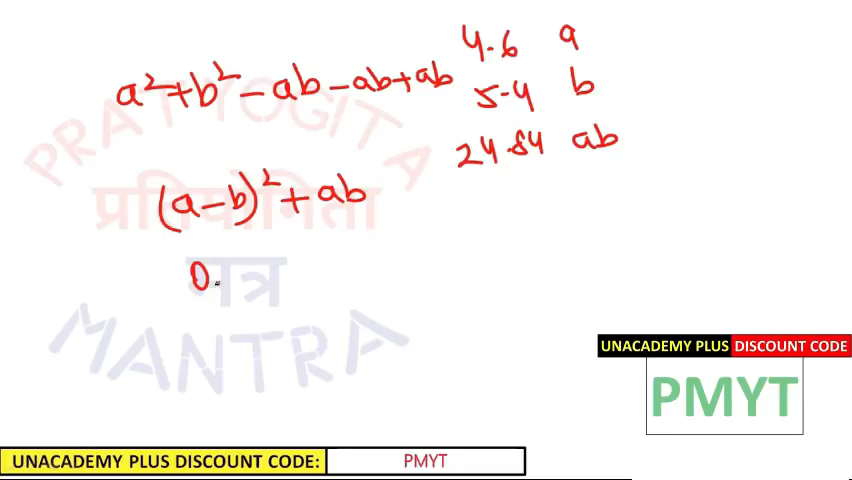 a² + b² - ab - ab + ab
4.6 a
5.4 b
24.84 ab
(a - b)² + ab
0.
PRATIYOGITA
प्रतियोगिता
मंत्र
MANTRA
UNACADEMY PLUS DISCOUNT CODE
PMYT
UNACADEMY PLUS DISCOUNT CODE: PMYT